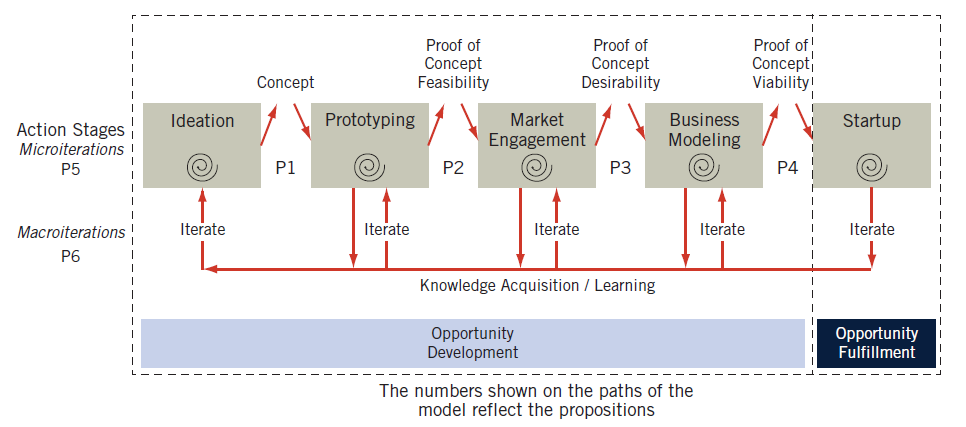 Proof of
Concept
Feasibility
Proof of
Concept
Desirability
Proof of
Concept
Viability
Concept
Action Stages
Microiterations
P5
Ideation
P1
Prototyping
P2
Market
Engagement
P3
Business
Modeling
P4
Startup
Macroiterations
P6
Iterate
Iterate
Iterate
Iterate
Iterate
Knowledge Acquisition / Learning
Opportunity
Development
Opportunity
Fulfillment
The numbers shown on the paths of the
model reflect the propositions